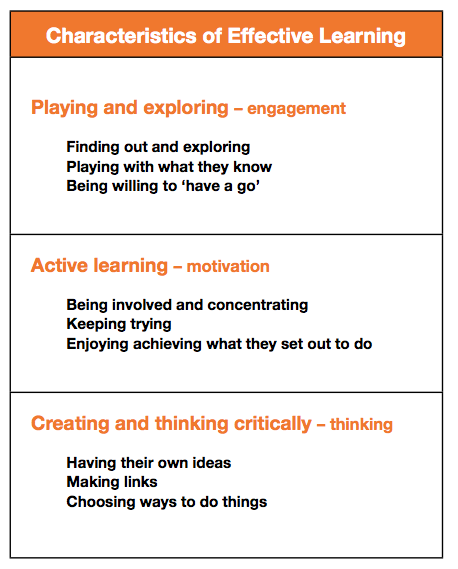 Characteristics of Effective Learning
Playing and exploring – engagement
Finding out and exploring
Playing with what they know
Being willing to ‘have a go’
Active learning – motivation
Being involved and concentrating
Keeping trying
Enjoying achieving what they set out to do
Creating and thinking critically – thinking
Having their own ideas
Making links
Choosing ways to do things